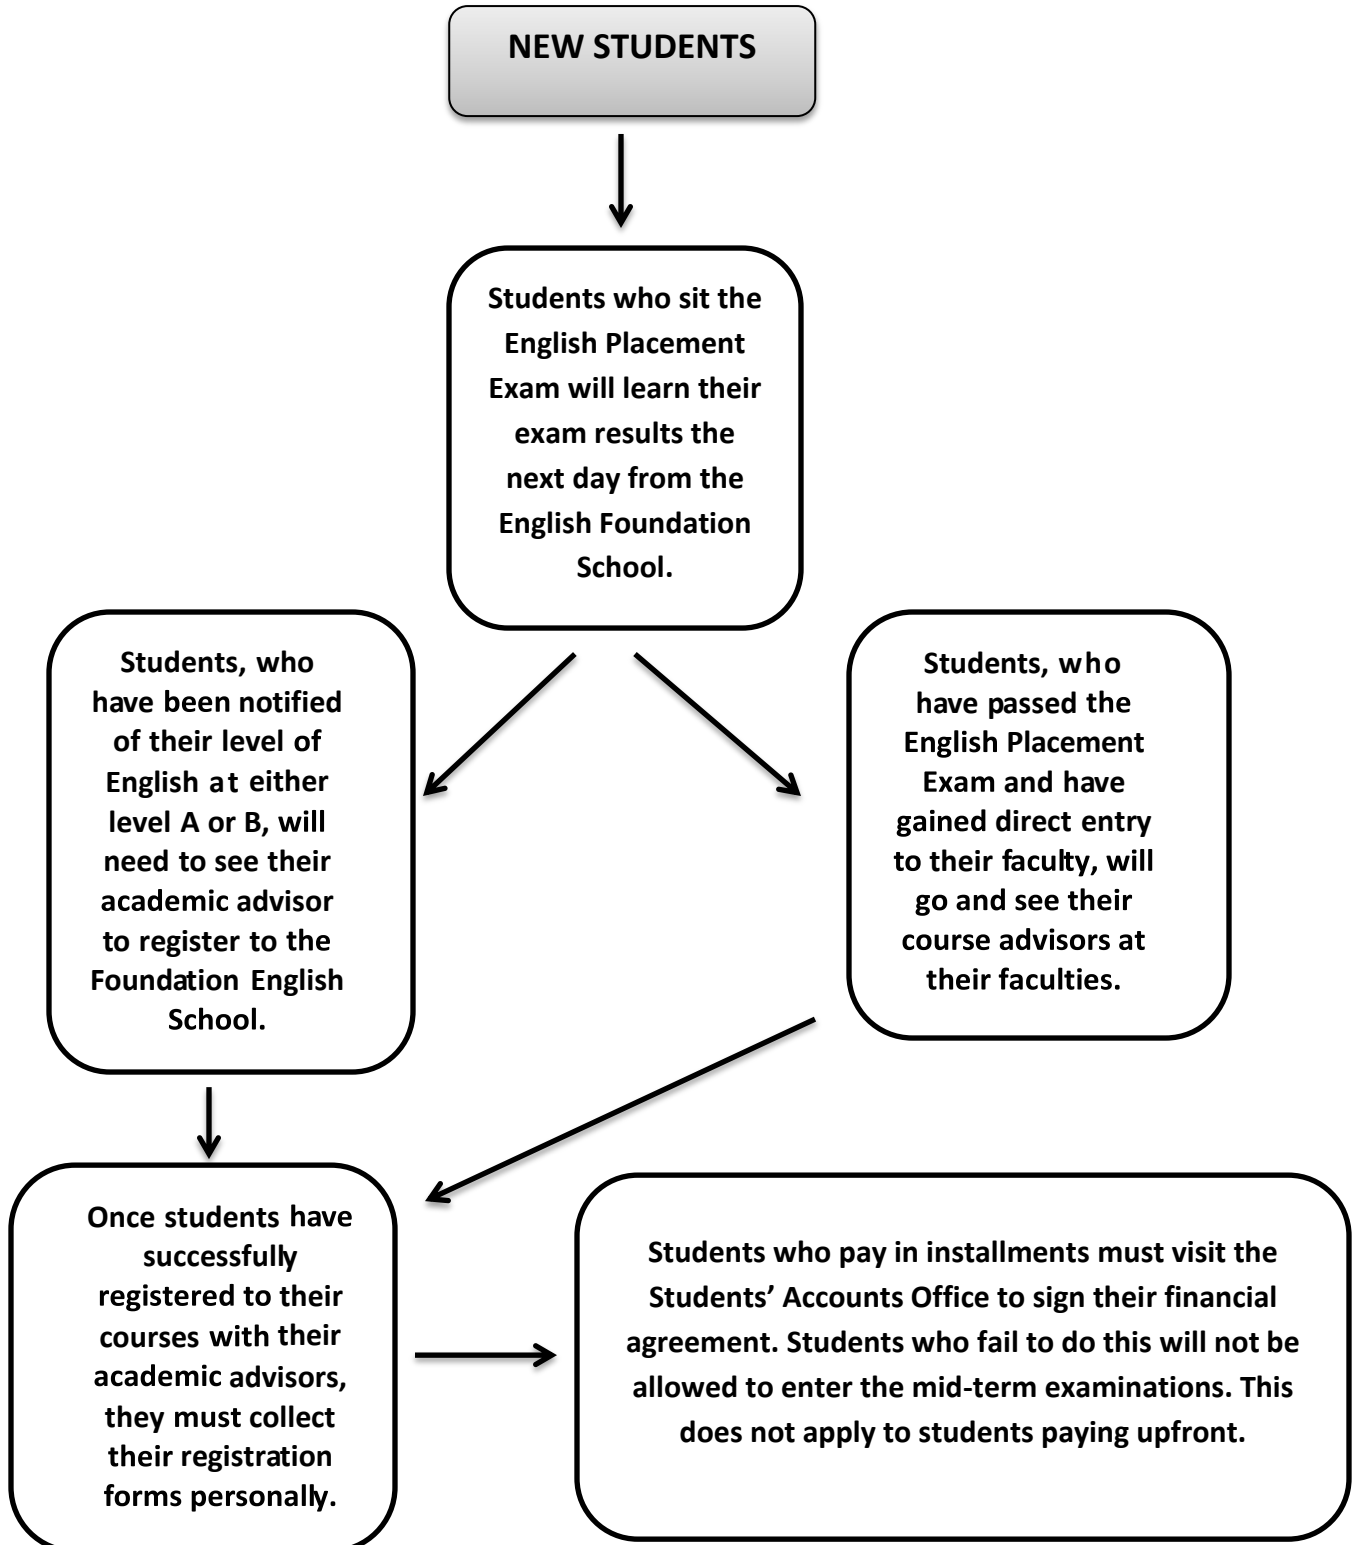 NEW STUDENTS
Students who sit the
English Placement
Exam will learn their
exam results the
next day from the
English Foundation
School.
Students, who
have been notified
of their level of
English at either
level A or B, will
need to see their
academic advisor
to register to the
Foundation English
School.
Students, who
have passed the
English Placement
Exam and have
gained direct entry
to their faculty, will
go and see their
course advisors at
their faculties.
Once students have
successfully
registered to their
courses with their
academic advisors,
they must collect
their registration
forms personally.
Students who pay in installments must visit the
Students’ Accounts Office to sign their financial
agreement. Students who fail to do this will not be
allowed to enter the mid-term examinations. This
does not apply to students paying upfront.